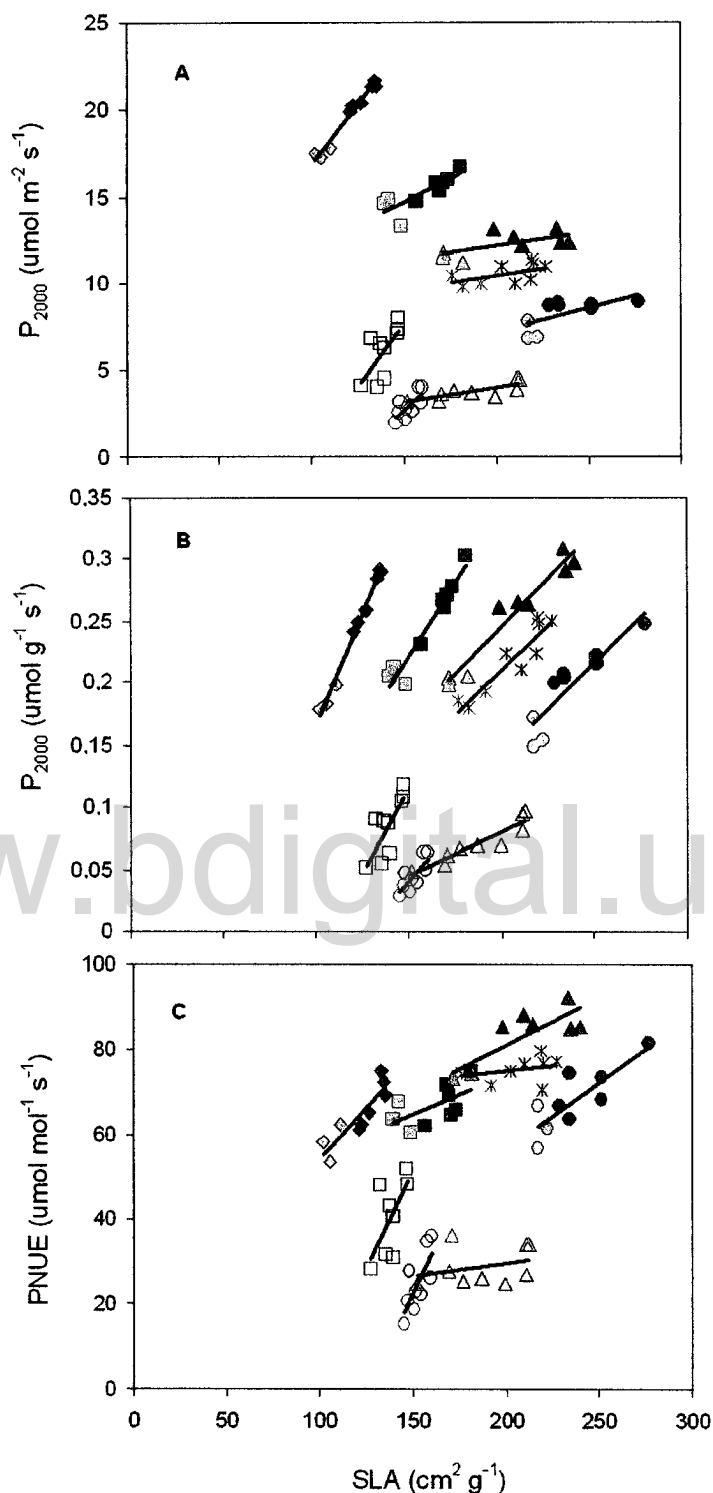 25
A
20
15
10
5
0
P2000 (umol m-2 s-1)
0,35
B
0,3
0,25
0,2
0,15
0,1
0,05
0
P2000 (umol g-1 s-1)
w.bdigital.u
100
C
80
60
40
20
0
PNUE (umol mol-1 s-1)
0 50 100 150 200 250 300
SLA (cm2 g-1)